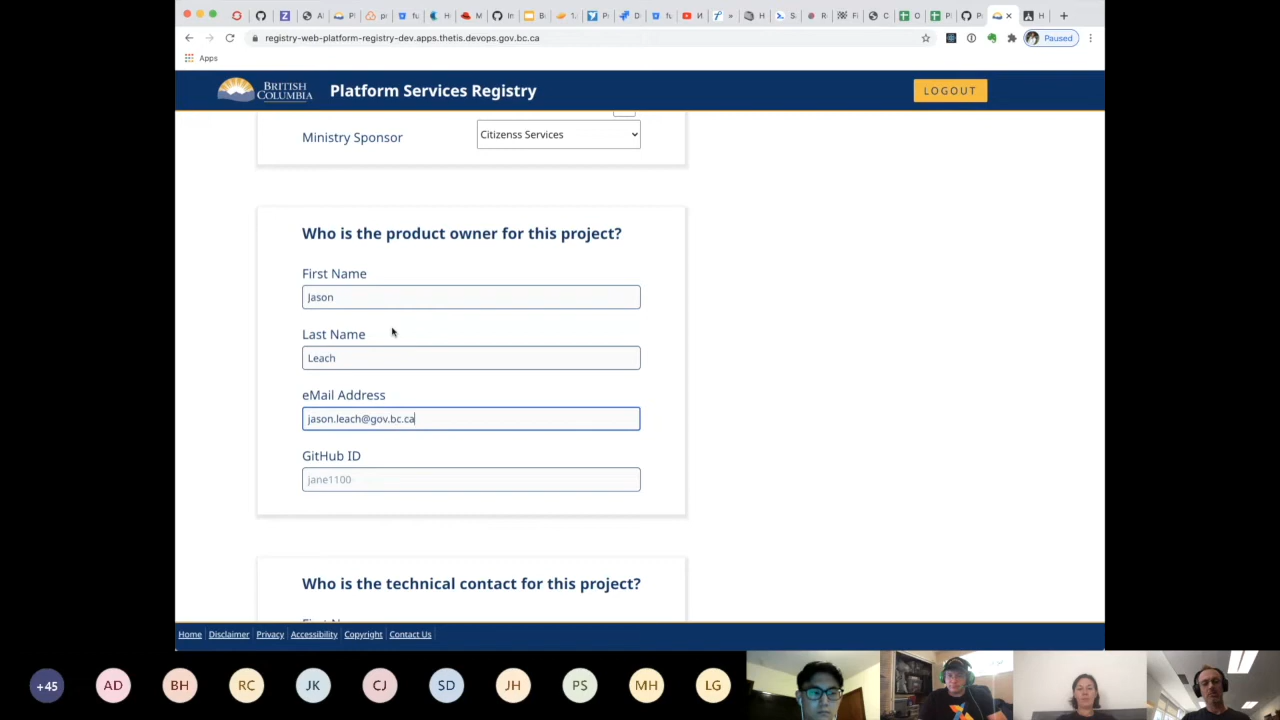 registry-web-platform-registry-dev.apps.thetis.devops.gov.bc.ca
Paused
Apps
BRITISH
COLUMBIA
Platform Services Registry
LOGOUT
Ministry Sponsor
Citizenss Services
Who is the product owner for this project?
First Name
Jason
Last Name
Leach
eMail Address
jason.leach@gov.bc.ca
GitHub ID
jane1100
Who is the technical contact for this project?
Home Disclaimer Privacy Accessibility Copyright Contact Us
+45 AD BH RC JK CJ SD JH PS MH LG